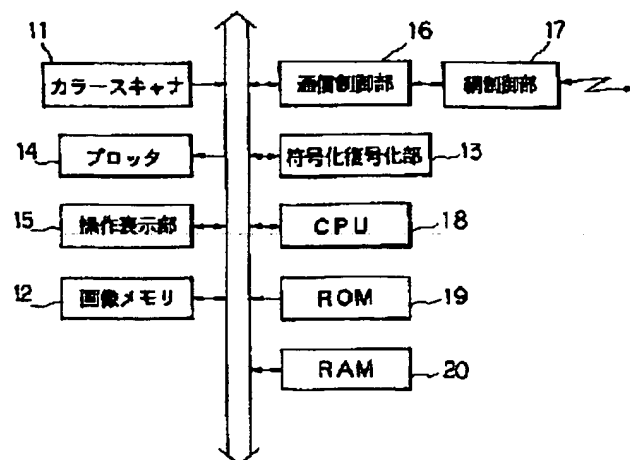 11
カラースキャナ
16
通信制御部
17
網制御部
14
プロッタ
符号化復号化部
13
15
操作表示部
CPU
18
12
画像メモリ
ROM
19
RAM
20